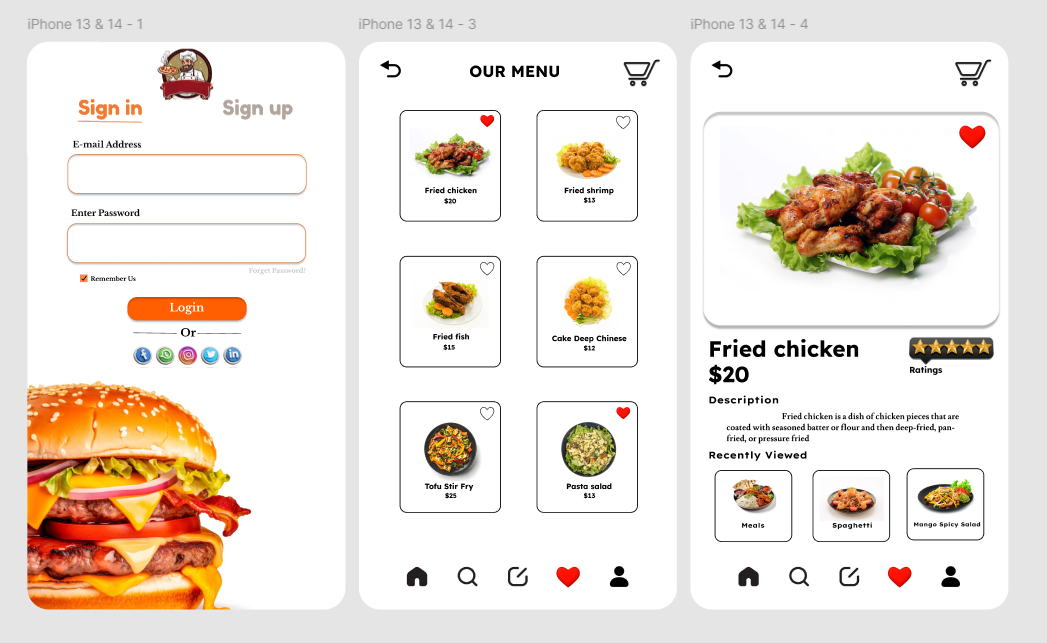 iPhone 13 & 14 - 1
Sign in
Sign up
E-mail Address
Enter Password
Forget Password?
Remember Us
Login
Or
iPhone 13 & 14 - 3
OUR MENU
Fried chicken
$20
Fried shrimp
$13
Fried fish
$15
Cake Deep Chinese
$12
Tofu Stir Fry
$25
Pasta salad
$13
iPhone 13 & 14 - 4
Fried chicken
$20
Ratings
Description
Fried chicken is a dish of chicken pieces that are
coated with seasoned batter or flour and then deep-fried, pan-
fried, or pressure fried
Recently Viewed
Meals
Spaghetti
Mango Spicy Salad